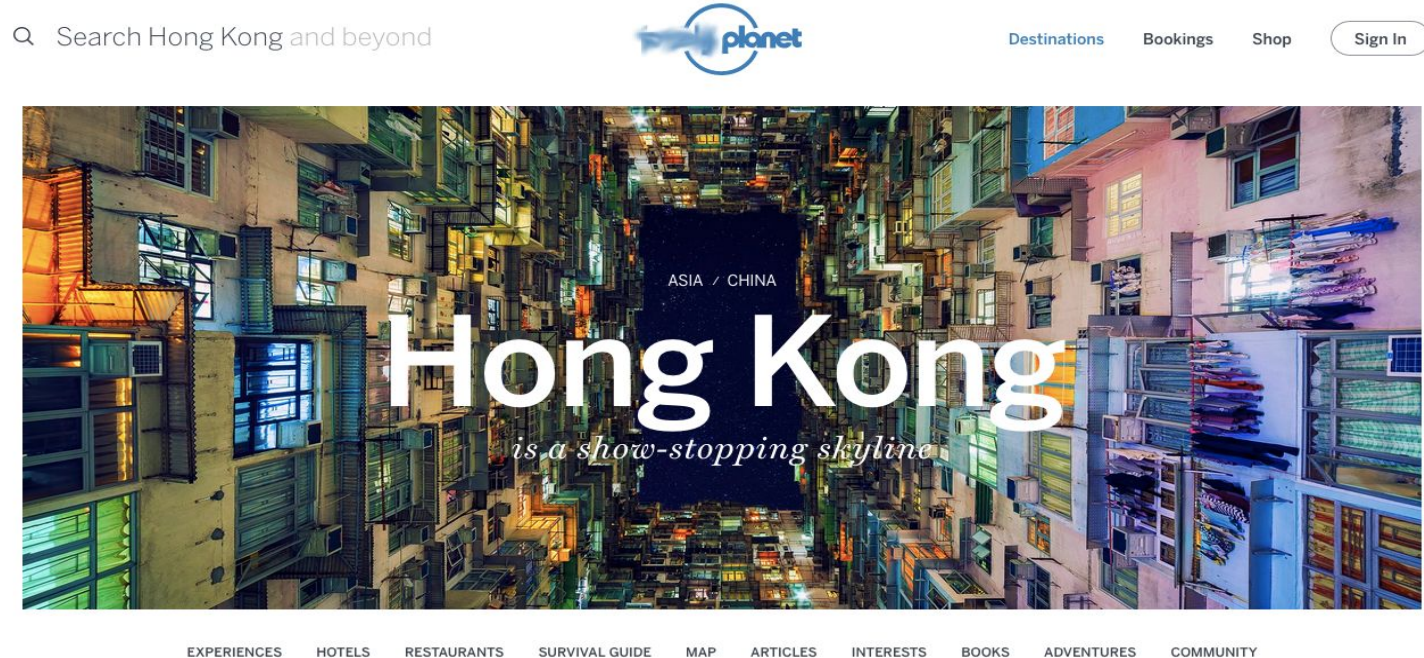 Search Hong Kong and beyond
planet
Destinations Bookings Shop Sign In
ASIA / CHINA
Hong Kong
is a show-stopping skyline
EXPERIENCES HOTELS RESTAURANTS SURVIVAL GUIDE MAP ARTICLES INTERESTS BOOKS ADVENTURES COMMUNITY